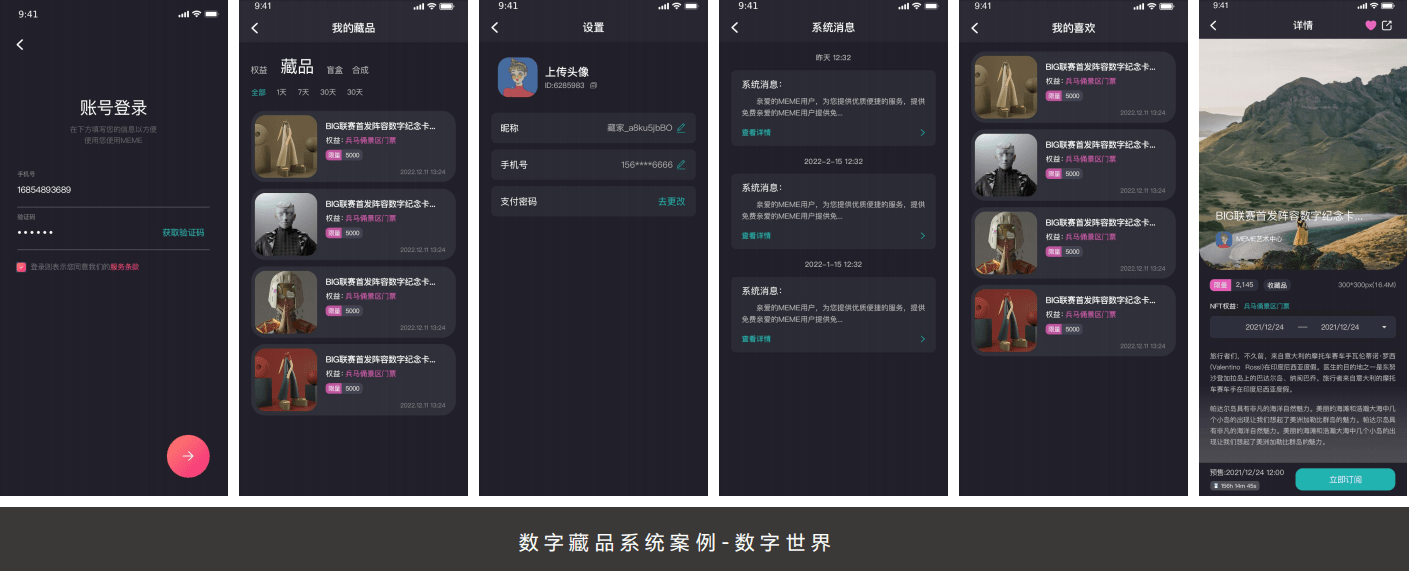 9:41
账号登录
在下方填写您的信息以方便
使用您使用MEME
手机号
16854893689
验证码
获取验证码
登录则表示您同意我们的服务条款
9:41
我的藏品
权益 藏品 盲盒 合成
全部 1天 7天 30天 30天
BIG联赛首发阵容数字纪念卡...
权益：兵马俑景区门票
限量 5000
2022.12.11 13:24
BIG联赛首发阵容数字纪念卡...
权益：兵马俑景区门票
限量 5000
2022.12.11 13:24
BIG联赛首发阵容数字纪念卡...
权益：兵马俑景区门票
限量 5000
2022.12.11 13:24
BIG联赛首发阵容数字纪念卡...
权益：兵马俑景区门票
限量 5000
2022.12.11 13:24
9:41
设置
上传头像
ID:6285983
昵称 藏家_a8ku5jbBO
手机号 156****6666
支付密码 去更改
9:41
系统消息
昨天 12:32
系统消息：
亲爱的MEME用户，为您提供优质便捷的服务，提供
免费亲爱的MEME用户提供免...
查看详情
2022-2-15 12:32
系统消息：
亲爱的MEME用户，为您提供优质便捷的服务，提供
免费亲爱的MEME用户提供免...
查看详情
2022-1-15 12:32
系统消息：
亲爱的MEME用户，为您提供优质便捷的服务，提供
免费亲爱的MEME用户提供免...
查看详情
9:41
我的喜欢
BIG联赛首发阵容数字纪念卡...
权益：兵马俑景区门票
限量 5000
2022.12.11 13:24
BIG联赛首发阵容数字纪念卡...
权益：兵马俑景区门票
限量 5000
2022.12.11 13:24
BIG联赛首发阵容数字纪念卡...
权益：兵马俑景区门票
限量 5000
2022.12.11 13:24
BIG联赛首发阵容数字纪念卡...
权益：兵马俑景区门票
限量 5000
2022.12.11 13:24
9:41
详情
BIG联赛首发阵容数字纪念卡...
MEME艺术中心
限量 2,145 收藏品 300*300px(16.4M)
NFT权益： 兵马俑景区门票
2021/12/24 — 2021/12/24
旅行者们，不久前，来自意大利的摩托车赛车手瓦伦蒂诺·罗西
(Valentino Rossi)在印度尼西亚度假。医生的目的地之一是东努
沙登加拉岛上的巴达尔岛、纳闽巴乔。旅行者来自意大利的摩托
车赛车手在印度尼西亚度假。
帕达尔岛具有非凡的海洋自然魅力。美丽的海滩和浩瀚大海中几
个小岛的出现让我们想起了美洲加勒比群岛的魅力。帕达尔岛具
有非凡的海洋自然魅力。美丽的海滩和浩瀚大海中几个小岛的出
现让我们想起了美洲加勒比群岛的魅力。
预售:2021/12/24 12:00
156h 14m 45s
立即订阅
数字藏品系统案例-数字世界